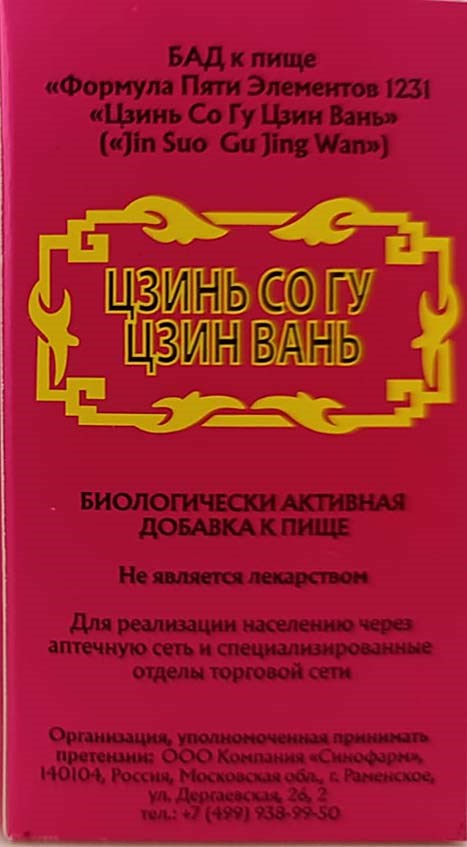 БАД к пище
«Формула Пяти Элементов 1231
«Цзинь Со Гу Цзин Вань»
(«Jin Suo Gu Jing Wan»)
ЦЗИНЬ СО ГУ
ЦЗИН ВАНЬ
БИОЛОГИЧЕСКИ АКТИВНАЯ
ДОБАВКА К ПИЩЕ
Не является лекарством
Для реализации населению через
аптечную сеть и специализированные
отделы торговой сети
Организация, уполномоченная принимать
претензии: ООО Компания «Синофарм»,
140104, Россия, Московская обл., г. Раменское,
ул. Дергаевская, 26, 2
тел.: +7 (499) 938-99-50